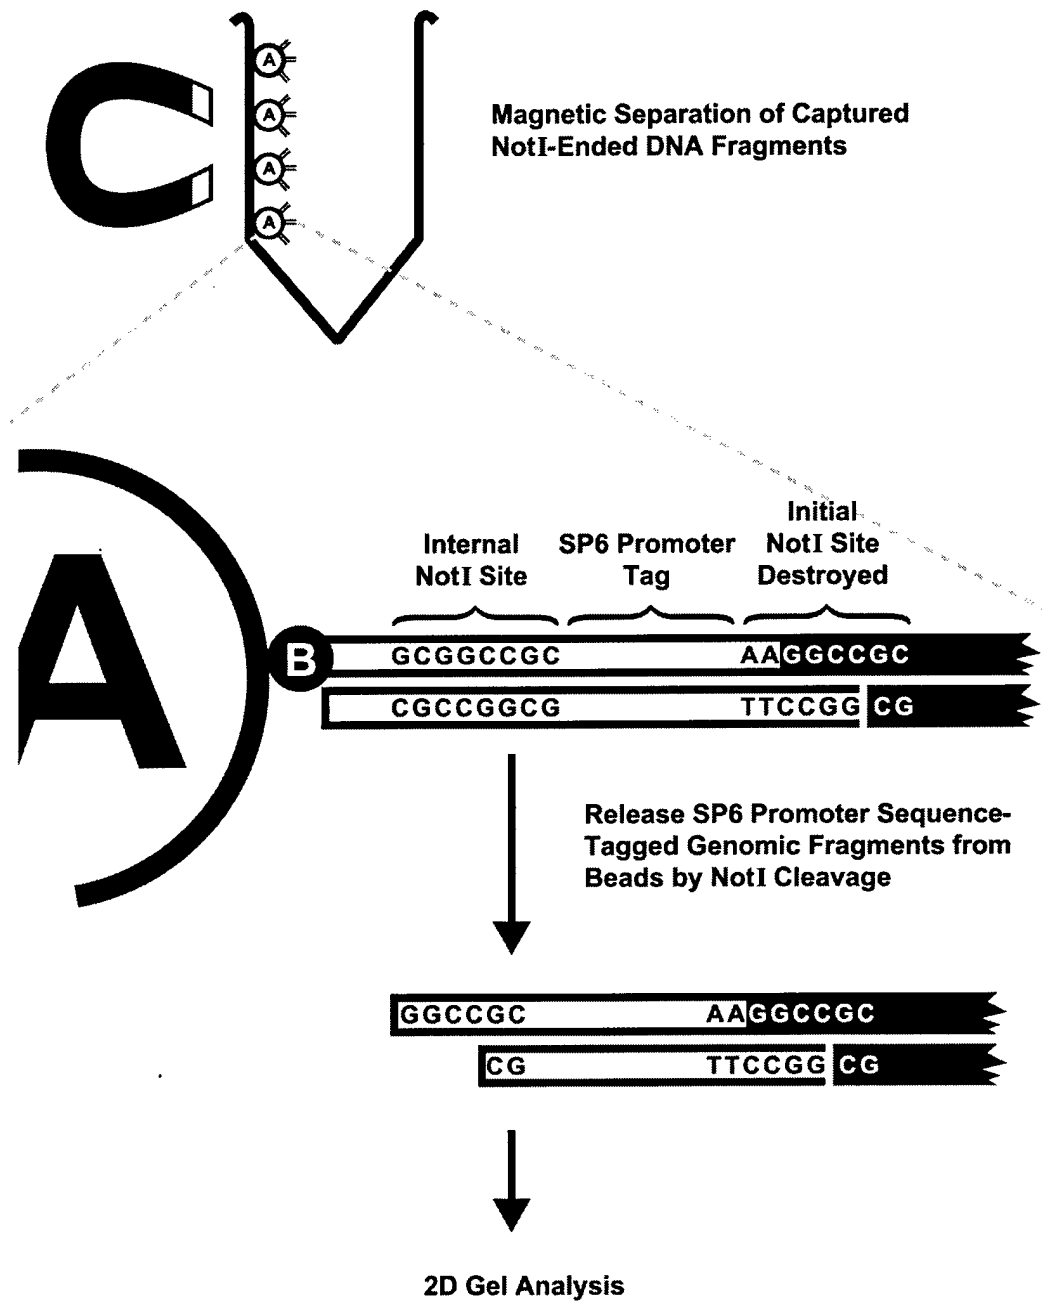 A
A
A
A
Magnetic Separation of Captured
NotI-Ended DNA Fragments
A
Internal
NotI Site
SP6 Promoter
Tag
Initial
NotI Site
Destroyed
B
GCGGCCGC AAGGCCGC
CGCCGGCG TTCCGG CG
Release SP6 Promoter Sequence-
Tagged Genomic Fragments from
Beads by NotI Cleavage
GGCCGC AAGGCCGC
CG TTCCGG CG
2D Gel Analysis